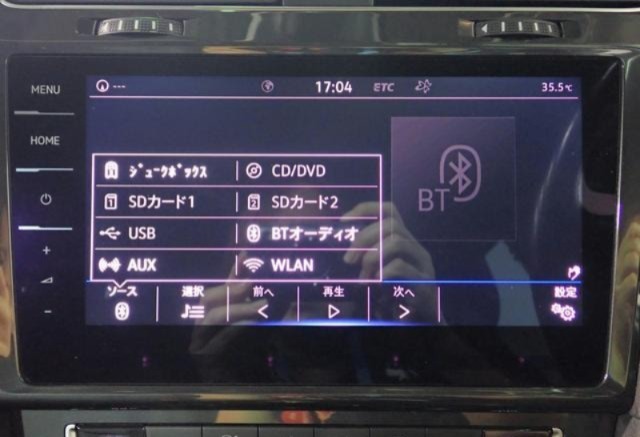 MENU
HOME
---
17:04
ETC
35.5℃
ｼﾞｭｰｸﾎﾞｯｸｽ
CD/DVD
1
SDカード1
2
SDカード2
USB
BTオーディオ
AUX
WLAN
BT
ソース
選択
前へ
再生
次へ
設定
+
-